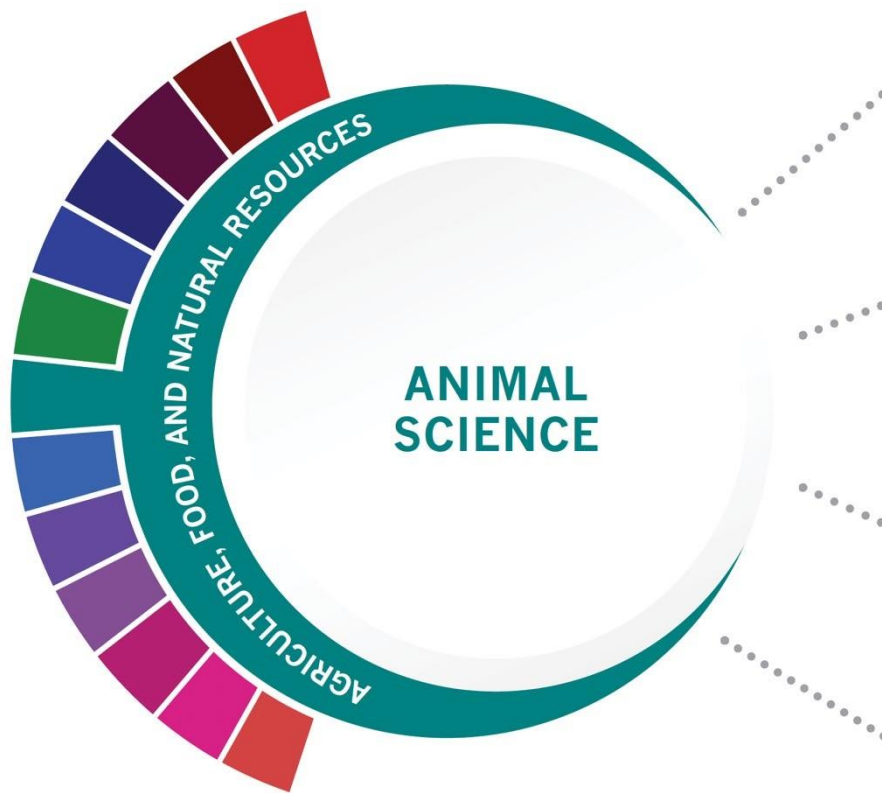 AGRICULTURE, FOOD, AND NATURAL RESOURCES
ANIMAL
SCIENCE